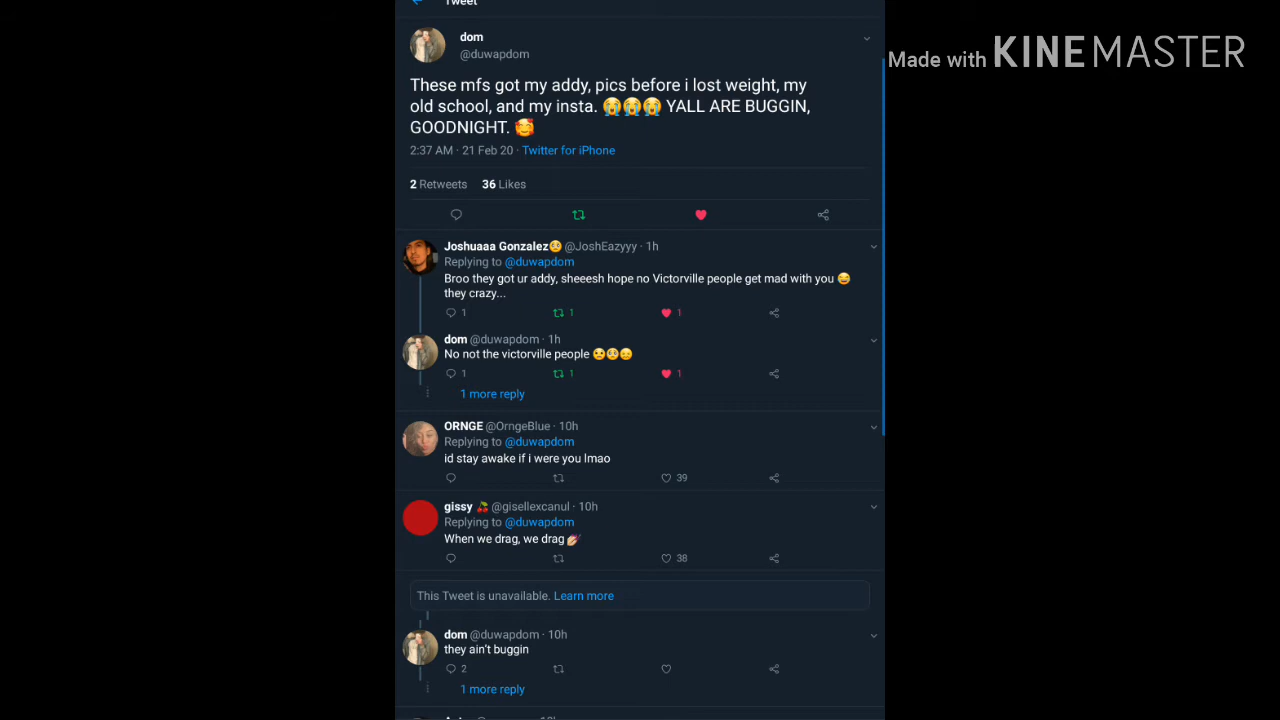 Tweet
Made with KINEMASTER
dom
@duwapdom
These mfs got my addy, pics before i lost weight, my
old school, and my insta. 😭😭😭 YALL ARE BUGGIN,
GOODNIGHT. 🥰
2:37 AM · 21 Feb 20 · Twitter for iPhone
2 Retweets 36 Likes
Joshuaaa Gonzalez🥺 @JoshEazyyy · 1h
Replying to @duwapdom
Broo they got ur addy, sheeesh hope no Victorville people get mad with you 😂
they crazy...
1 1 1
dom @duwapdom · 1h
No not the victorville people 😕🥺😔
1 1 1
1 more reply
ORNGE @OrngeBlue · 10h
Replying to @duwapdom
id stay awake if i were you lmao
39
gissy 🍒 @gisellexcanul · 10h
Replying to @duwapdom
When we drag, we drag 💅
38
This Tweet is unavailable. Learn more
dom @duwapdom · 10h
they ain't buggin
2
1 more reply